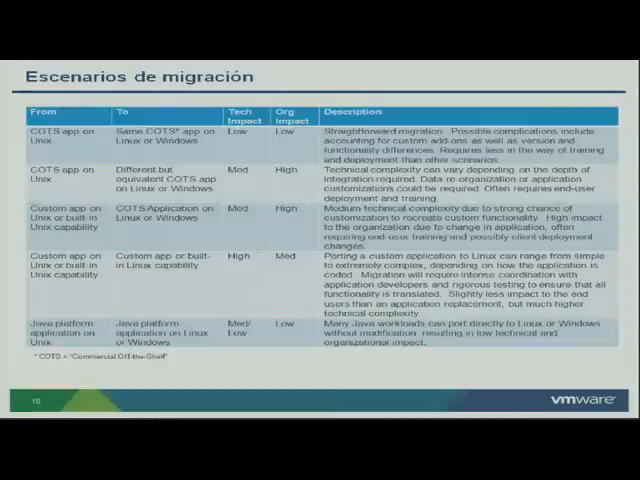 Escenarios de migración
From To Tech Impact Org Impact Description
COTS app on Unix
Same COTS* app on Linux or Windows
Low
Low
Straightforward migration. Possible complications include
accounting for custom add-ons as well as version and
functionality differences. Requires less in the way of training
and deployment than other scenarios.
COTS app on Unix
Different but equivalent COTS app on Linux or Windows
Med
High
Technical complexity can vary depending on the depth of
integration required. Data re-organization or application
customizations could be required. Often requires end-user
deployment and training.
Custom app on Unix or built-in Unix capability
COTS Application on Linux or Windows
Med
High
Medium technical complexity due to strong chance of
customization to recreate custom functionality. High impact
to the organization due to change in application, often
requiring end-user training and possibly client deployment
changes.
Custom app on Unix or built-in Unix capability
Custom app or built-in Linux capability
High
Med
Porting a custom application to Linux can range from simple
to extremely complex, depending on how the application is
coded. Migration will require intense coordination with
application developers and rigorous testing to ensure that all
functionality is translated. Slightly less impact to the end
users than an application replacement, but much higher
technical complexity.
Java platform application on Unix
Java platform application on Linux or Windows
Med/ Low
Low
Many Java workloads can port directly to Linux or Windows
without modification, resulting in low technical and
organizational impact.
* COTS = "Commercial Off-the-Shelf"
vmware